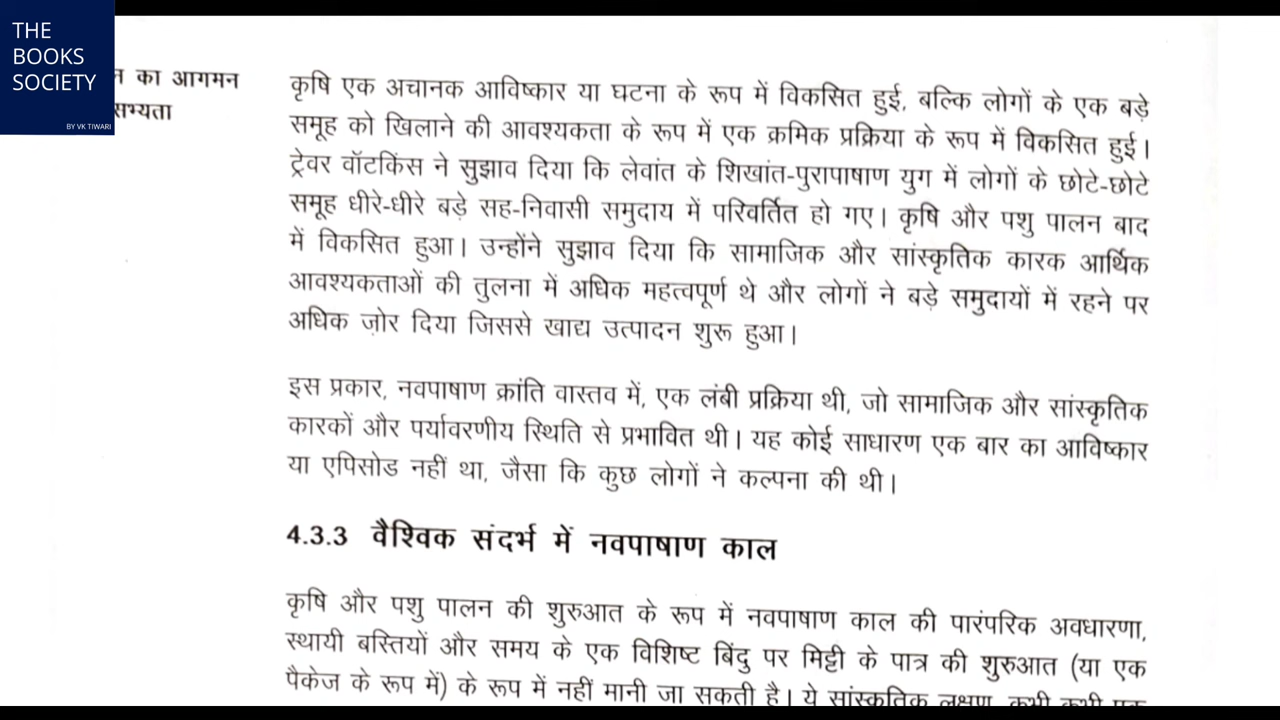 THE
BOOKS
SOCIETY
BY VK TIWARI
का आगमन
सभ्यता
कृषि एक अचानक आविष्कार या घटना के रूप में विकसित हुई, बल्कि लोगों के एक बड़े
समूह को खिलाने की आवश्यकता के रूप में एक क्रमिक प्रक्रिया के रूप में विकसित हुई।
ट्रेवर वॉटकिंस ने सुझाव दिया कि लेवांत के शिखांत-पुरापाषाण युग में लोगों के छोटे-छोटे
समूह धीरे-धीरे बड़े सह-निवासी समुदाय में परिवर्तित हो गए। कृषि और पशु पालन बाद
में विकसित हुआ। उन्होंने सुझाव दिया कि सामाजिक और सांस्कृतिक कारक आर्थिक
आवश्यकताओं की तुलना में अधिक महत्वपूर्ण थे और लोगों ने बड़े समुदायों में रहने पर
अधिक ज़ोर दिया जिससे खाद्य उत्पादन शुरू हुआ।
इस प्रकार, नवपाषाण क्रांति वास्तव में, एक लंबी प्रक्रिया थी, जो सामाजिक और सांस्कृतिक
कारकों और पर्यावरणीय स्थिति से प्रभावित थी। यह कोई साधारण एक बार का आविष्कार
या एपिसोड नहीं था, जैसा कि कुछ लोगों ने कल्पना की थी।
4.3.3 वैश्विक संदर्भ में नवपाषाण काल
कृषि और पशु पालन की शुरुआत के रूप में नवपाषाण काल की पारंपरिक अवधारणा,
स्थायी बस्तियों और समय के एक विशिष्ट बिंदु पर मिट्टी के पात्र की शुरुआत (या एक
पैकेज के रूप में) के रूप में नहीं मानी जा सकती है। ये सांस्कृतिक लक्षण, कभी कभी एक